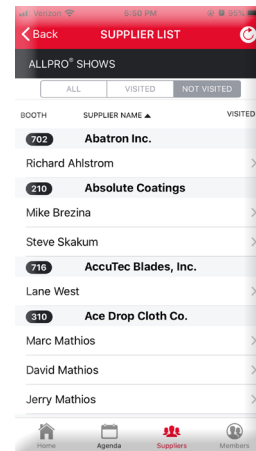 Verizon 5:50 PM 95%
Back SUPPLIER LIST
ALLPRO® SHOWS
ALL VISITED NOT VISITED
BOOTH SUPPLIER NAME ▲ VISITED
702 Abatron Inc.
Richard Ahlstrom
210 Absolute Coatings
Mike Brezina
Steve Skakum
716 AccuTec Blades, Inc.
Lane West
310 Ace Drop Cloth Co.
Marc Mathios
David Mathios
Jerry Mathios
Home Agenda Suppliers Members